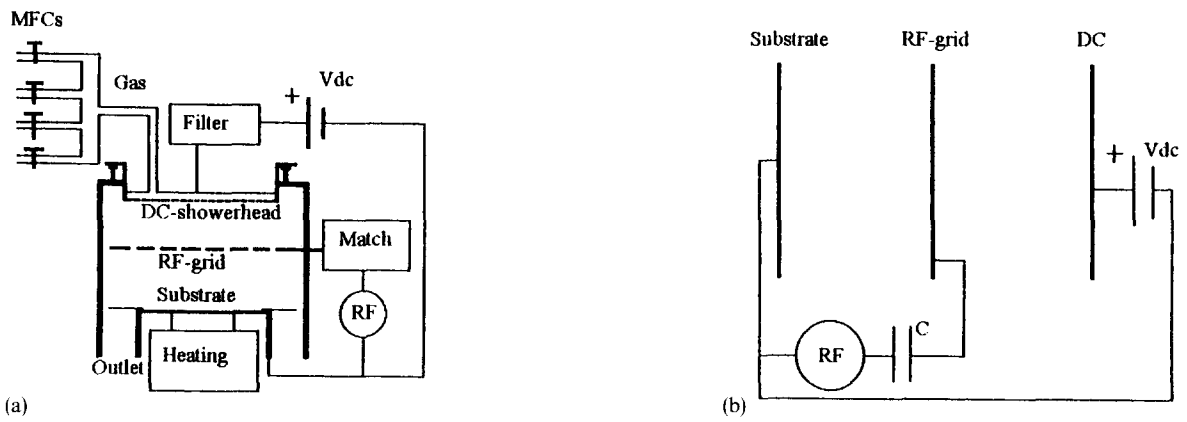 MFCs
Gas
Filter
+
Vdc
DC-showerhead
Match
RF-grid
Substrate
RF
Heating
Outlet
(a)
Substrate
RF-grid
DC
+
Vdc
C
RF
(b)